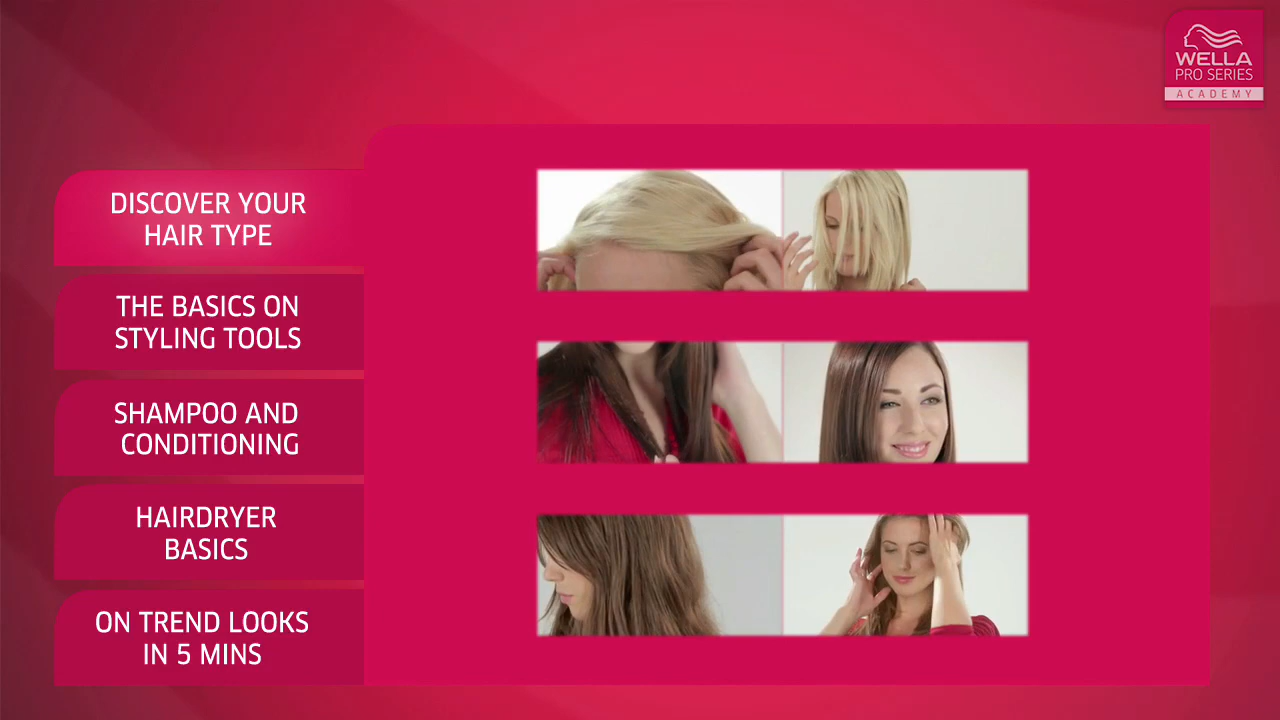 WELLA
PRO SERIES
ACADEMY
DISCOVER YOUR
HAIR TYPE
THE BASICS ON
STYLING TOOLS
SHAMPOO AND
CONDITIONING
HAIRDRYER
BASICS
ON TREND LOOKS
IN 5 MINS